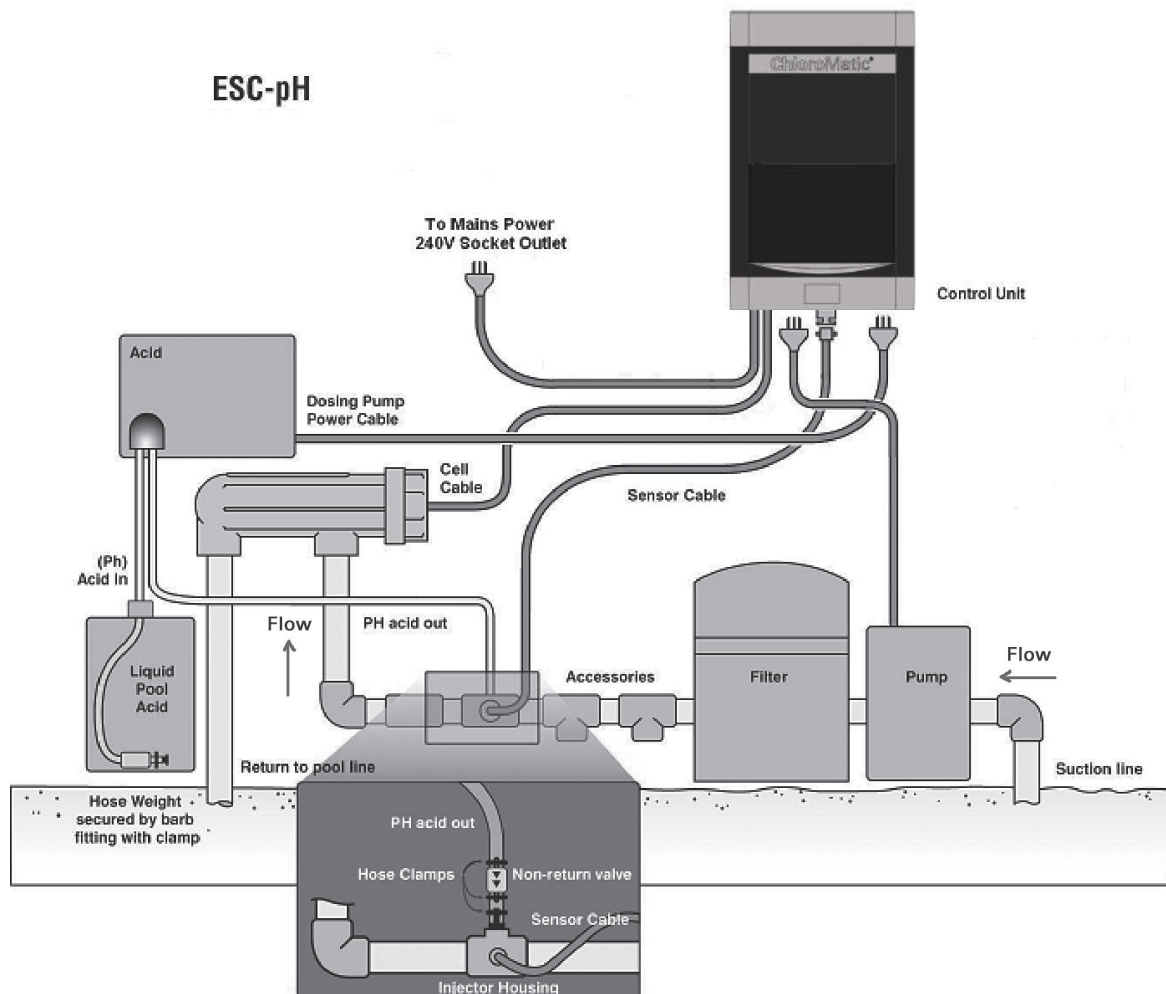 ESC-pH
ChloroMatic
To Mains Power
240V Socket Outlet
Control Unit
Acid
Dosing Pump
Power Cable
Cell
Cable
Sensor Cable
(Ph)
Acid In
Flow
PH acid out
Liquid
Pool
Acid
Accessories
Filter
Pump
Flow
Return to pool line
Suction line
Hose Weight
secured by barb
fitting with clamp
PH acid out
Hose Clamps
Non-return valve
Sensor Cable
Injector Housing